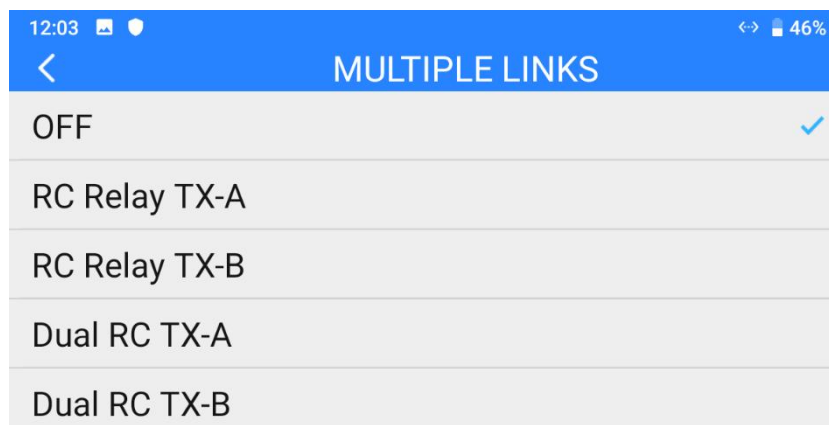 12:03 46%
MULTIPLE LINKS
OFF
RC Relay TX-A
RC Relay TX-B
Dual RC TX-A
Dual RC TX-B